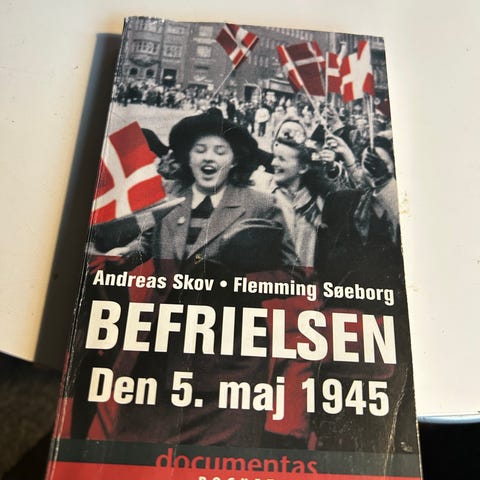 Andreas Skov • Flemming Søeborg
BEFRIELSEN
Den 5. maj 1945
documentas